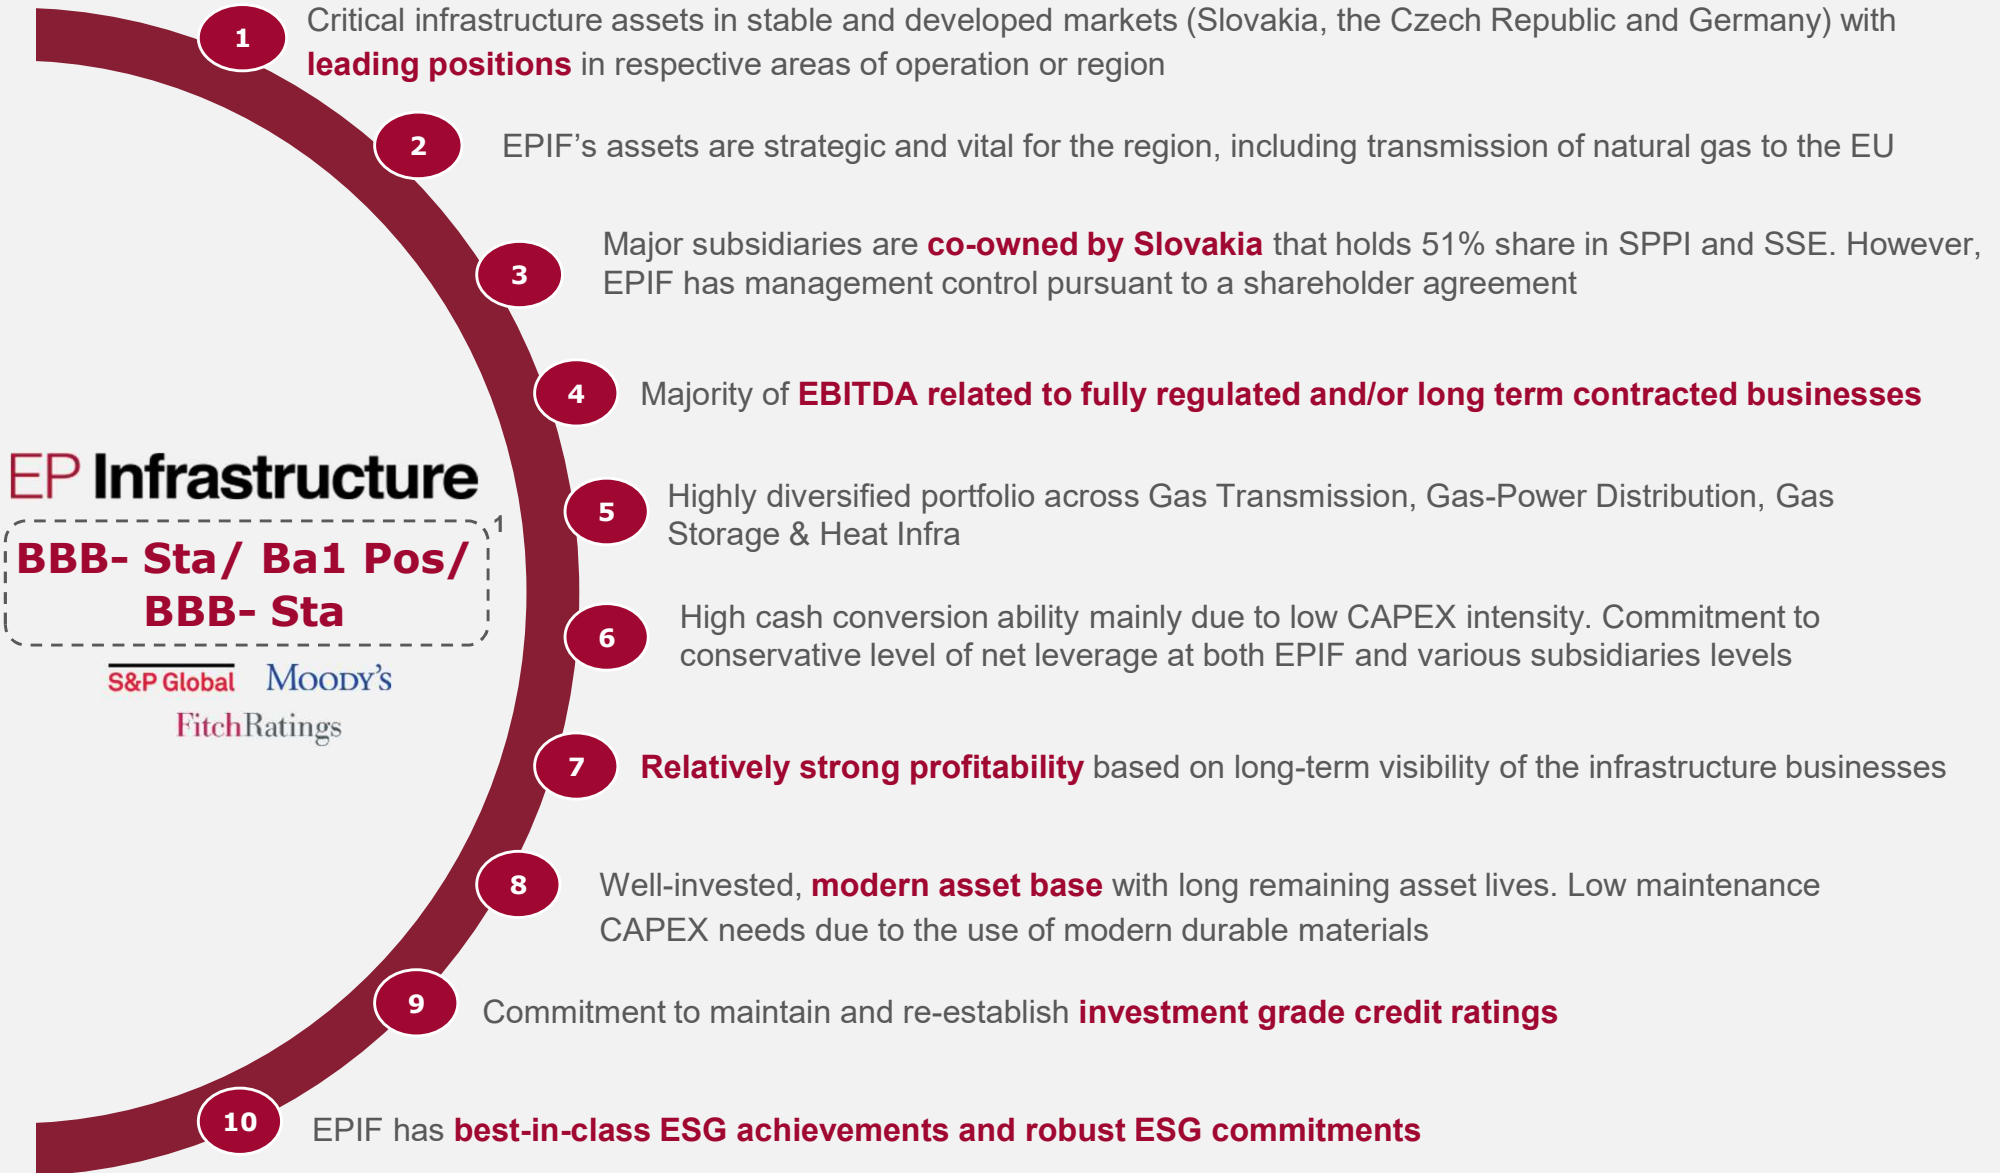 1
Critical infrastructure assets in stable and developed markets (Slovakia, the Czech Republic and Germany) with
leading positions in respective areas of operation or region
2
EPIF’s assets are strategic and vital for the region, including transmission of natural gas to the EU
3
Major subsidiaries are co-owned by Slovakia that holds 51% share in SPPI and SSE. However,
EPIF has management control pursuant to a shareholder agreement
4
Majority of EBITDA related to fully regulated and/or long term contracted businesses
EP Infrastructure
1
BBB- Sta/ Ba1 Pos/
BBB- Sta
S&P Global MOODY’S
FitchRatings
5
Highly diversified portfolio across Gas Transmission, Gas-Power Distribution, Gas
Storage & Heat Infra
6
High cash conversion ability mainly due to low CAPEX intensity. Commitment to
conservative level of net leverage at both EPIF and various subsidiaries levels
7
Relatively strong profitability based on long-term visibility of the infrastructure businesses
8
Well-invested, modern asset base with long remaining asset lives. Low maintenance
CAPEX needs due to the use of modern durable materials
9
Commitment to maintain and re-establish investment grade credit ratings
10
EPIF has best-in-class ESG achievements and robust ESG commitments